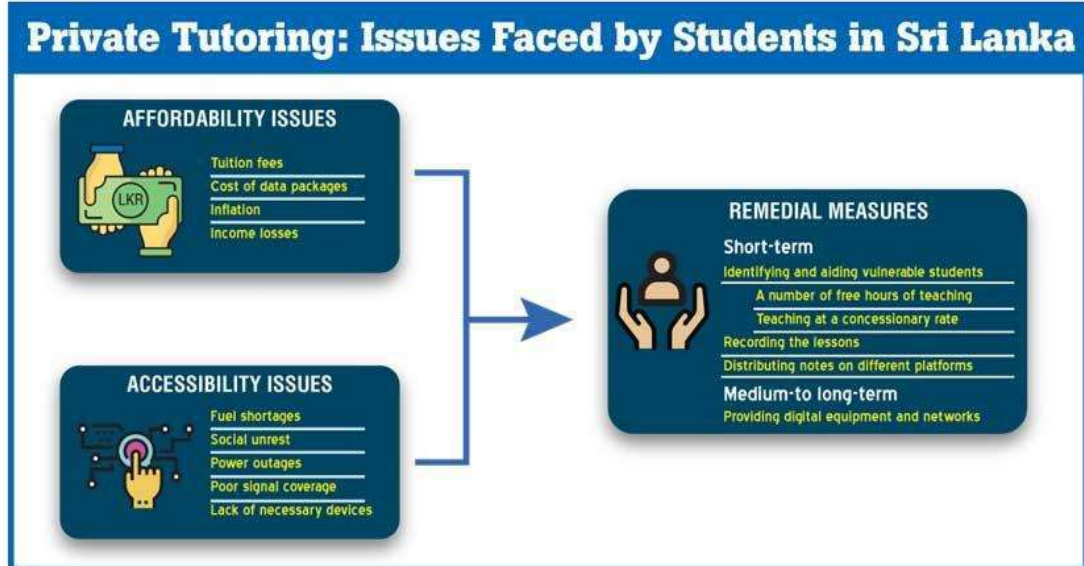 Private Tutoring: Issues Faced by Students in Sri Lanka
AFFORDABILITY ISSUES
LKR
Tuition fees
Cost of data packages
Inflation
Income losses
ACCESSIBILITY ISSUES
Fuel shortages
Social unrest
Power outages
Poor signal coverage
Lack of necessary devices
REMEDIAL MEASURES
Short-term
Identifying and aiding vulnerable students
A number of free hours of teaching
Teaching at a concessionary rate
Recording the lessons
Distributing notes on different platforms
Medium-to long-term
Providing digital equipment and networks